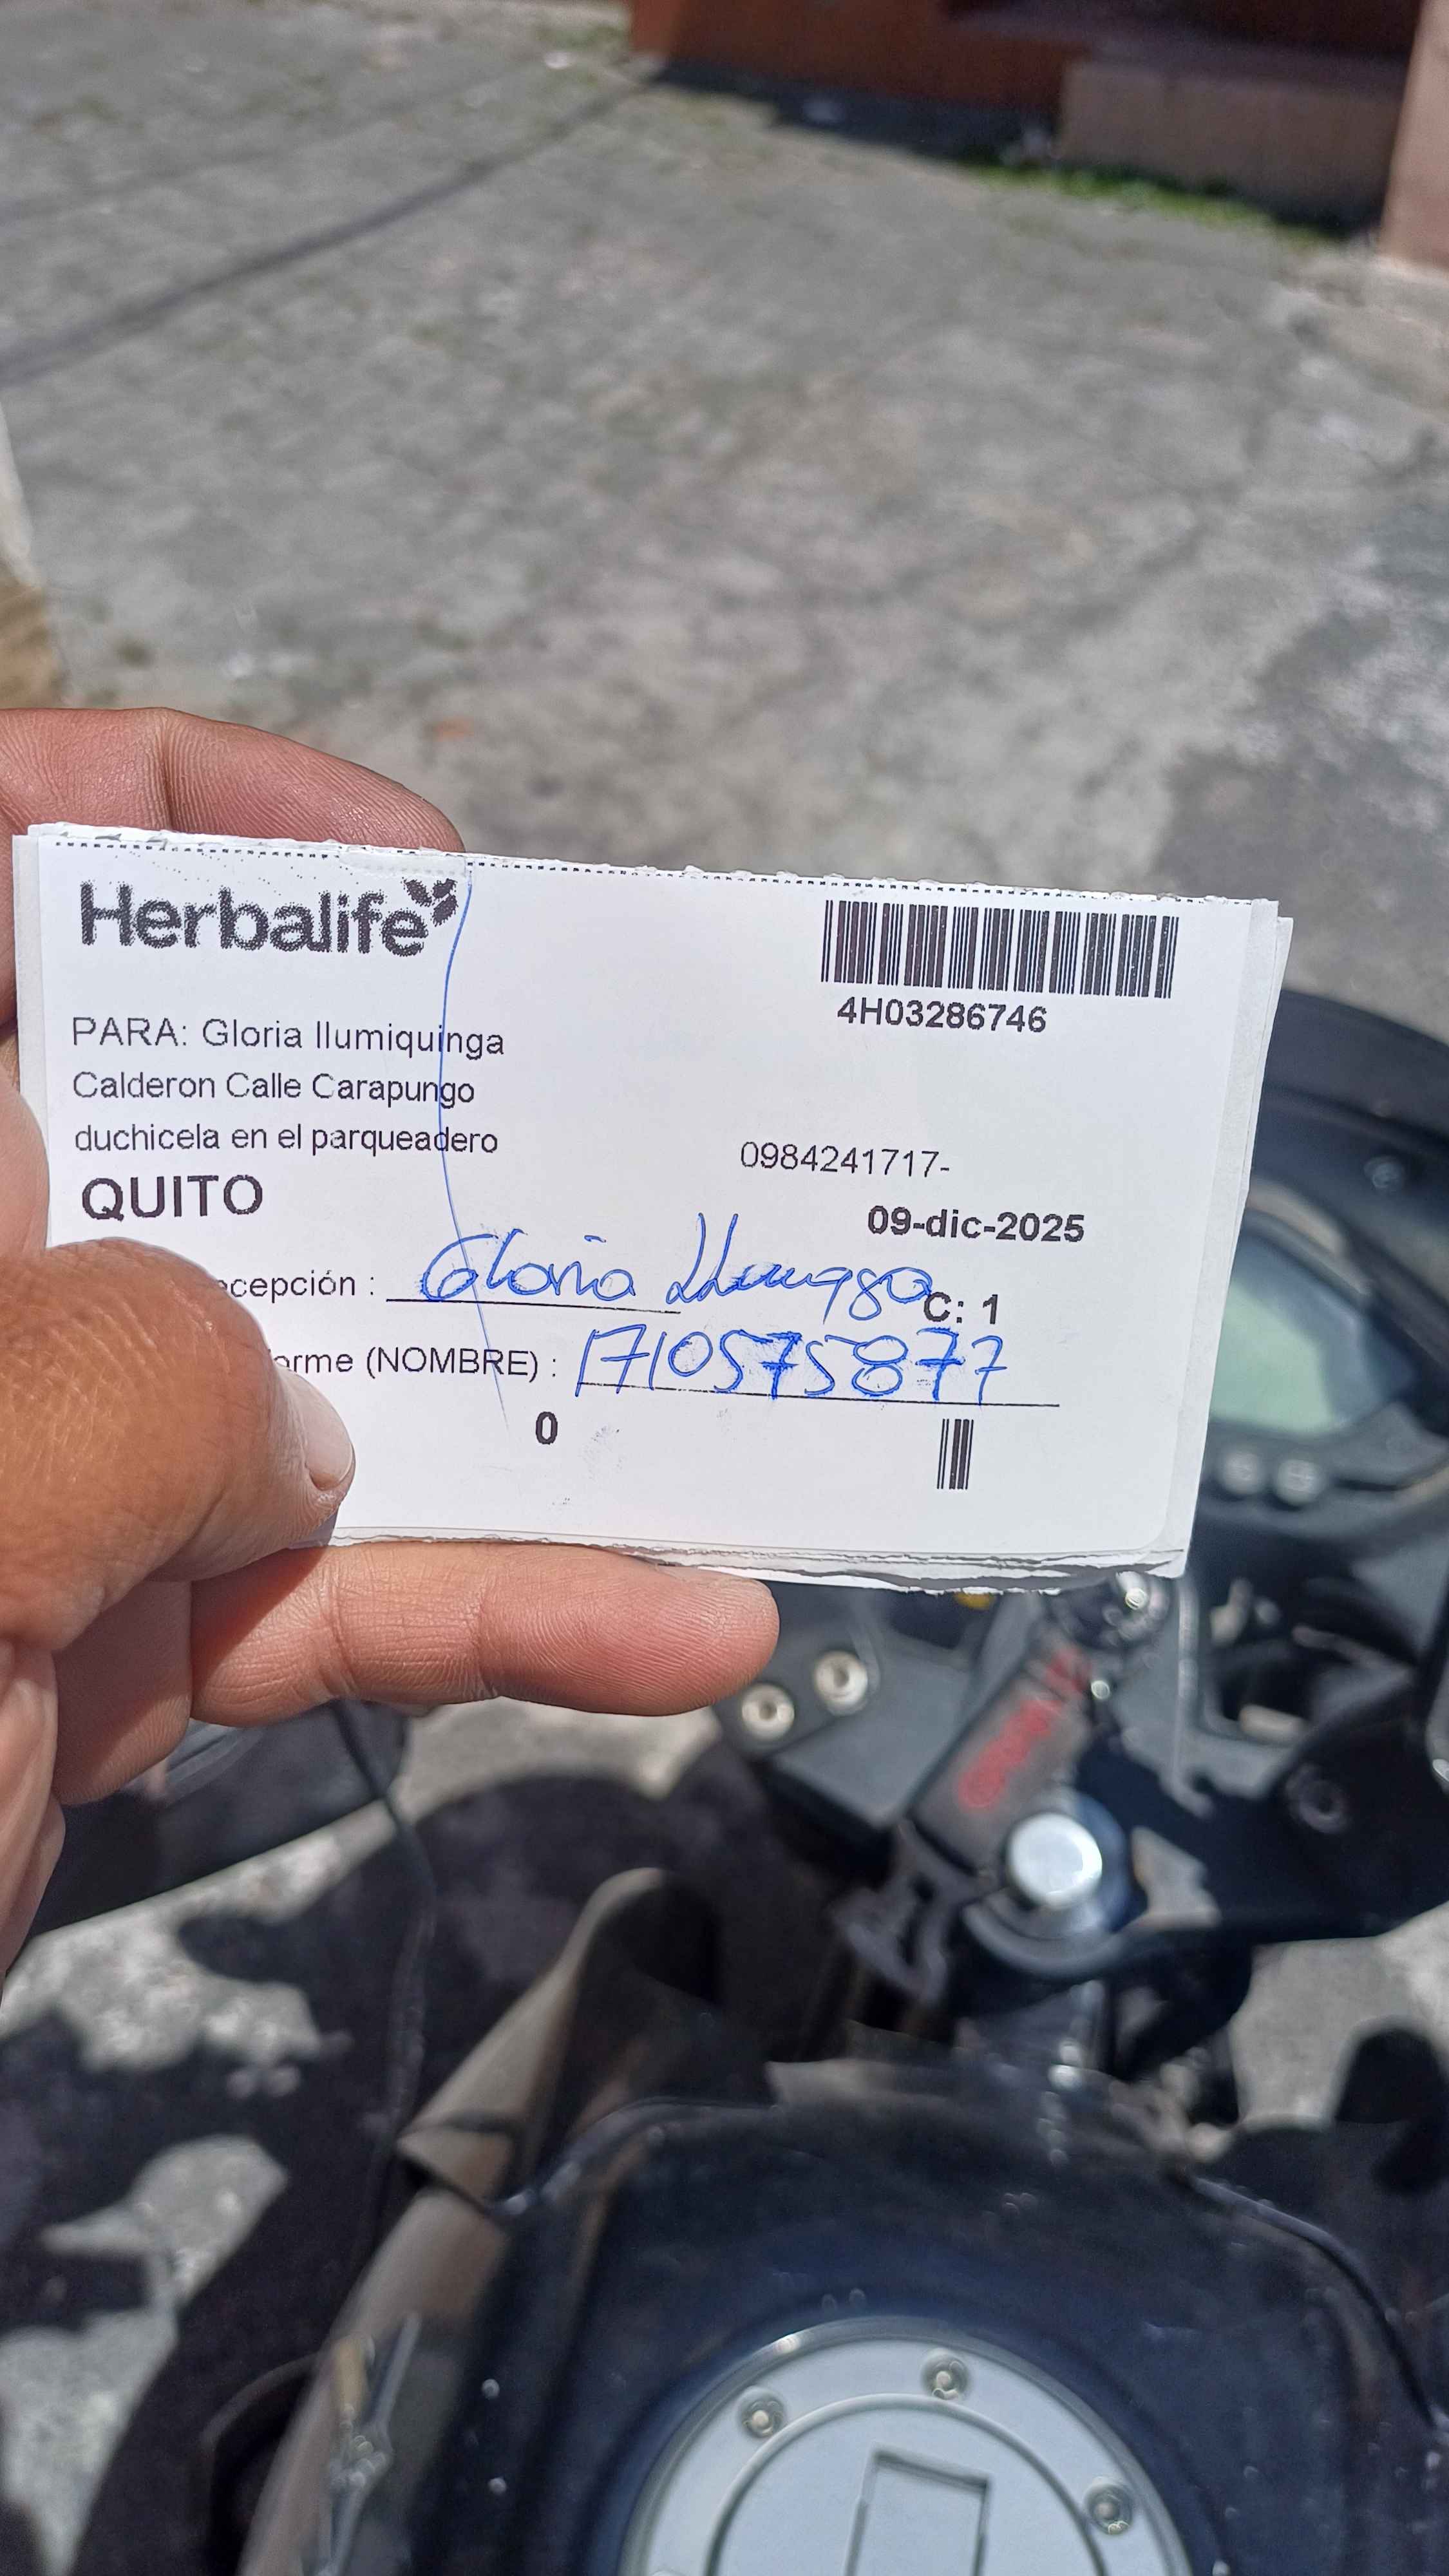 Herbalife
4H03286746
PARA: Gloria Ilumiquinga
Calderon Calle Carapungo
duchicela en el parqueadero
0984241717-
QUITO
09-dic-2025
ecepción : Gloria
C: 1
orme (NOMBRE) : 1710575877
0